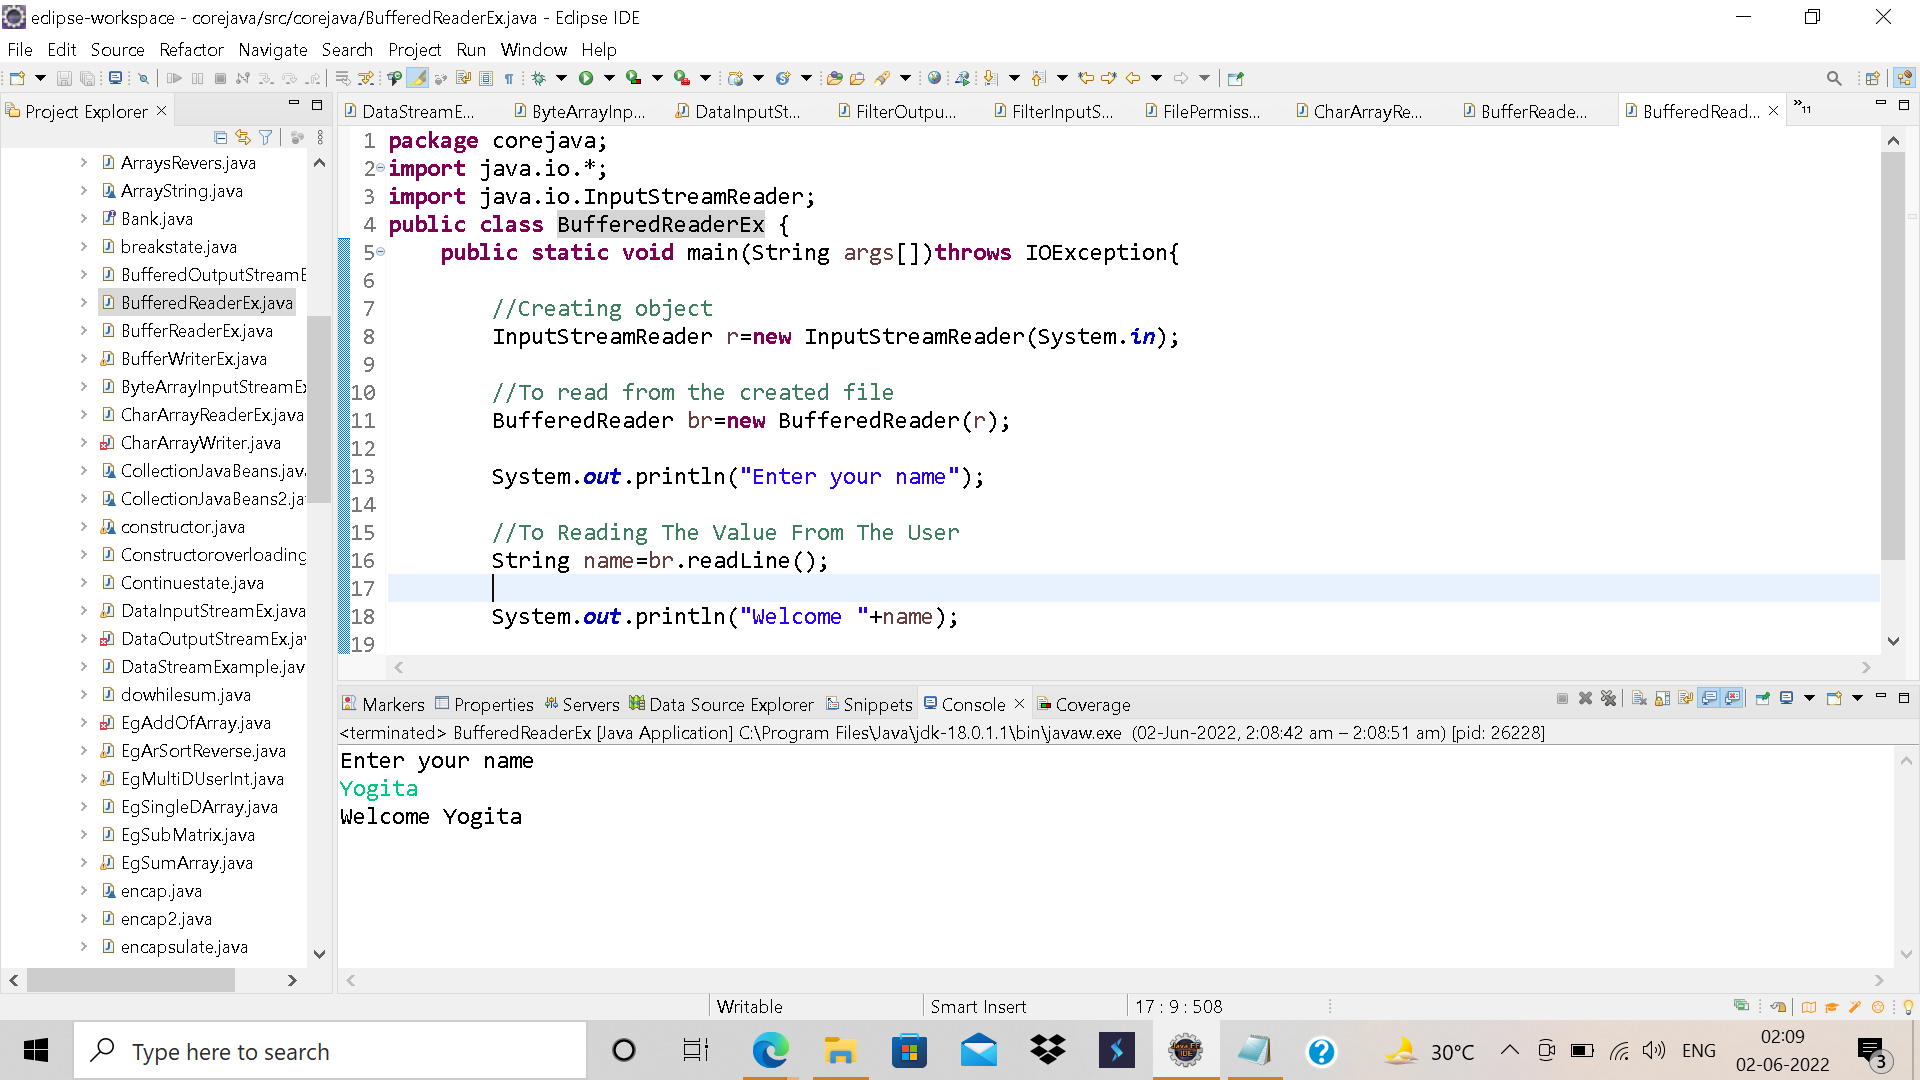 eclipse-workspace - corejava/src/corejava/BufferedReaderEx.java - Eclipse IDE
File Edit Source Refactor Navigate Search Project Run Window Help
Project Explorer
DataStreamE... ByteArrayInp... DataInputSt... FilterOutpu... FilterInputS... FilePermiss... CharArrayRe... BufferReade... BufferedRead... »11
ArraysRevers.java
ArrayString.java
Bank.java
breakstate.java
BufferedOutputStreamE
BufferedReaderEx.java
BufferReaderEx.java
BufferWriterEx.java
ByteArrayInputStreamEx
CharArrayReaderEx.java
CharArrayWriter.java
CollectionJavaBeans.jav
CollectionJavaBeans2.ja
constructor.java
Constructoroverloading
Continuestate.java
DataInputStreamEx.java
DataOutputStreamEx.jav
DataStreamExample.jav
dowhilesum.java
EgAddOfArray.java
EgArSortReverse.java
EgMultiDUserInt.java
EgSingleDArray.java
EgSubMatrix.java
EgSumArray.java
encap.java
encap2.java
encapsulate.java
1 package corejava;
2 import java.io.*;
3 import java.io.InputStreamReader;
4 public class BufferedReaderEx {
5 public static void main(String args[])throws IOException{
6
7 //Creating object
8 InputStreamReader r=new InputStreamReader(System.in);
9
10 //To read from the created file
11 BufferedReader br=new BufferedReader(r);
12
13 System.out.println("Enter your name");
14
15 //To Reading The Value From The User
16 String name=br.readLine();
17
18 System.out.println("Welcome "+name);
19
Markers Properties Servers Data Source Explorer Snippets Console Coverage
<terminated> BufferedReaderEx [Java Application] C:\Program Files\Java\jdk-18.0.1.1\bin\javaw.exe (02-Jun-2022, 2:08:42 am – 2:08:51 am) [pid: 26228]
Enter your name
Yogita
Welcome Yogita
Writable Smart Insert 17 : 9 : 508
Type here to search
30°C ENG 02:09
02-06-2022
3